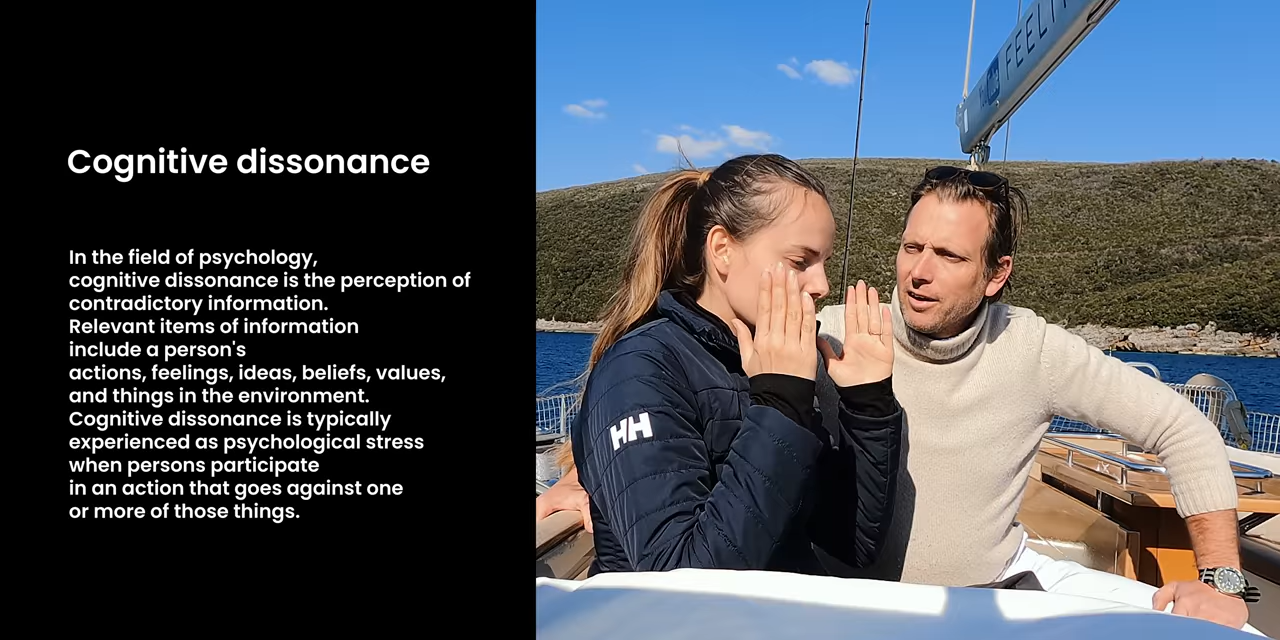 Cognitive dissonance
In the field of psychology,
cognitive dissonance is the perception of
contradictory information.
Relevant items of information
include a person's
actions, feelings, ideas, beliefs, values,
and things in the environment.
Cognitive dissonance is typically
experienced as psychological stress
when persons participate
in an action that goes against one
or more of those things.
FEELI
HH